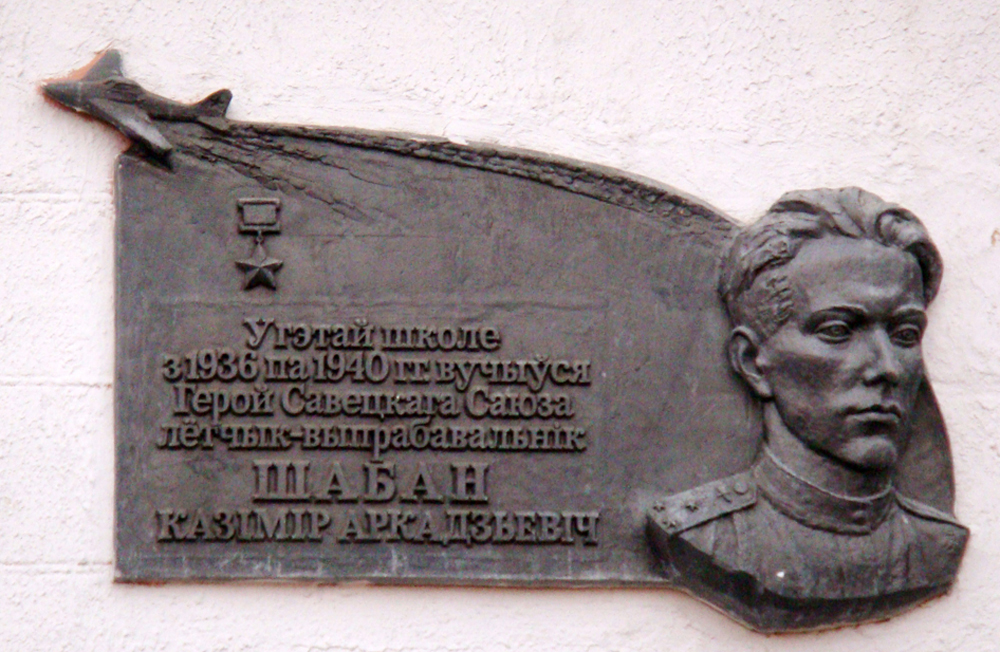 У гэтай школе
з 1936 па 1940 гг. вучыўся
Герой Савецкага Саюза
лётчык-выпрабавальнік
ШАБАН
КАЗІМІР АРКАДЗЬЕВІЧ